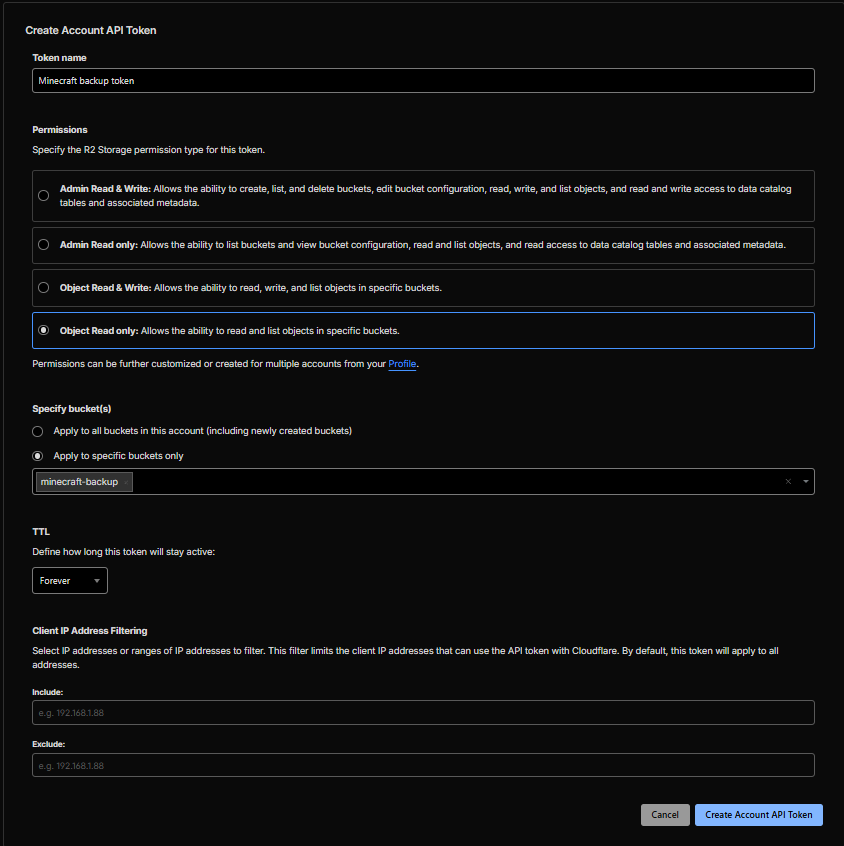 Create Account API Token
Token name
Minecraft backup token
Permissions
Specify the R2 Storage permission type for this token.
Admin Read & Write: Allows the ability to create, list, and delete buckets, edit bucket configuration, read, write, and list objects, and read and write access to data catalog
tables and associated metadata.
Admin Read only: Allows the ability to list buckets and view bucket configuration, read and list objects, and read access to data catalog tables and associated metadata.
Object Read & Write: Allows the ability to read, write, and list objects in specific buckets.
Object Read only: Allows the ability to read and list objects in specific buckets.
Permissions can be further customized or created for multiple accounts from your Profile.
Specify bucket(s)
Apply to all buckets in this account (including newly created buckets)
Apply to specific buckets only
minecraft-backup
TTL
Define how long this token will stay active:
Forever
Client IP Address Filtering
Select IP addresses or ranges of IP addresses to filter. This filter limits the client IP addresses that can use the API token with Cloudflare. By default, this token will apply to all
addresses.
Include:
e.g. 192.168.1.88
Exclude:
e.g. 192.168.1.88
Cancel
Create Account API Token